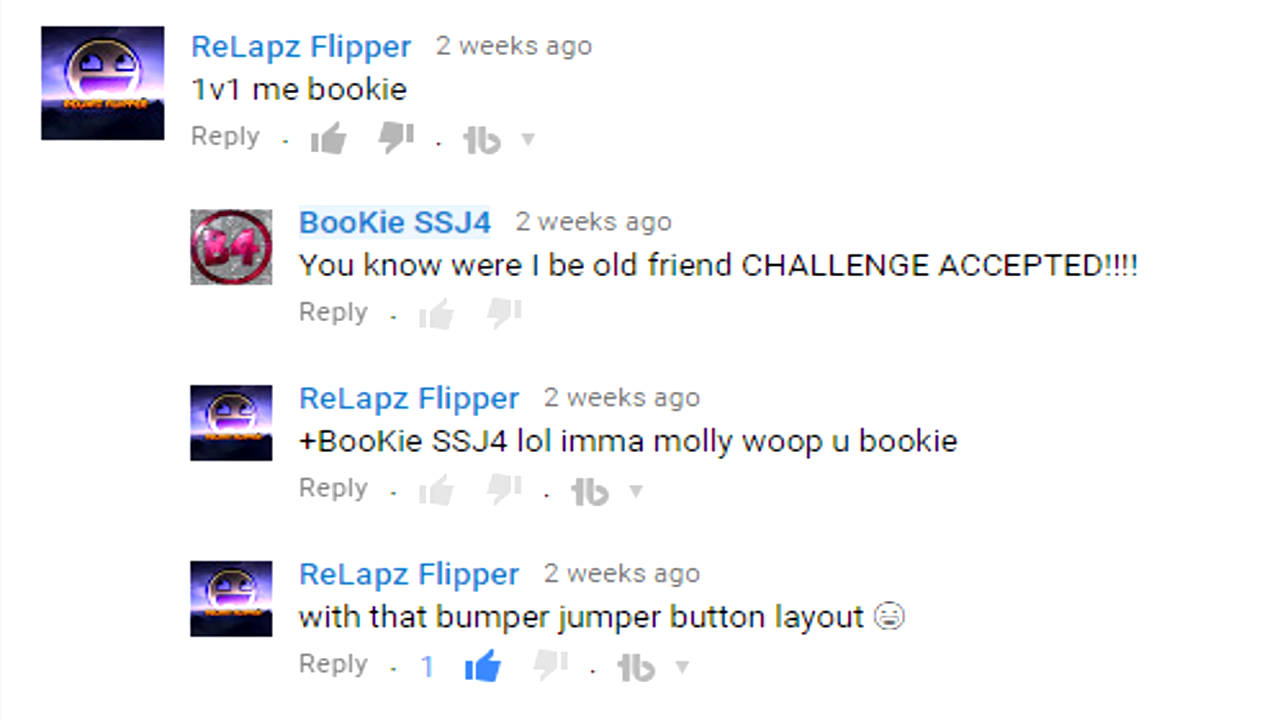 ReLapz Flipper 2 weeks ago
1v1 me bookie
Reply
BooKie SSJ4 2 weeks ago
You know were I be old friend CHALLENGE ACCEPTED!!!!
Reply
B4
ReLapz Flipper 2 weeks ago
+BooKie SSJ4 lol imma molly woop u bookie
Reply
ReLapz Flipper 2 weeks ago
with that bumper jumper button layout 😄
Reply · 1